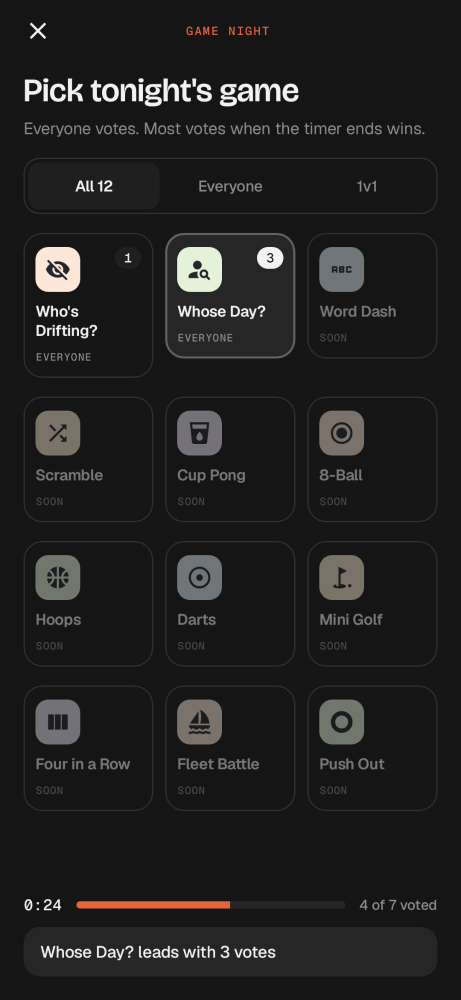 GAME NIGHT
Pick tonight's game
Everyone votes. Most votes when the timer ends wins.
All 12
Everyone
1v1
1
Who's
Drifting?
EVERYONE
3
Whose Day?
EVERYONE
ABC
Word Dash
SOON
Scramble
SOON
Cup Pong
SOON
8-Ball
SOON
Hoops
SOON
Darts
SOON
Mini Golf
SOON
Four in a Row
SOON
Fleet Battle
SOON
Push Out
SOON
0:24
4 of 7 voted
Whose Day? leads with 3 votes